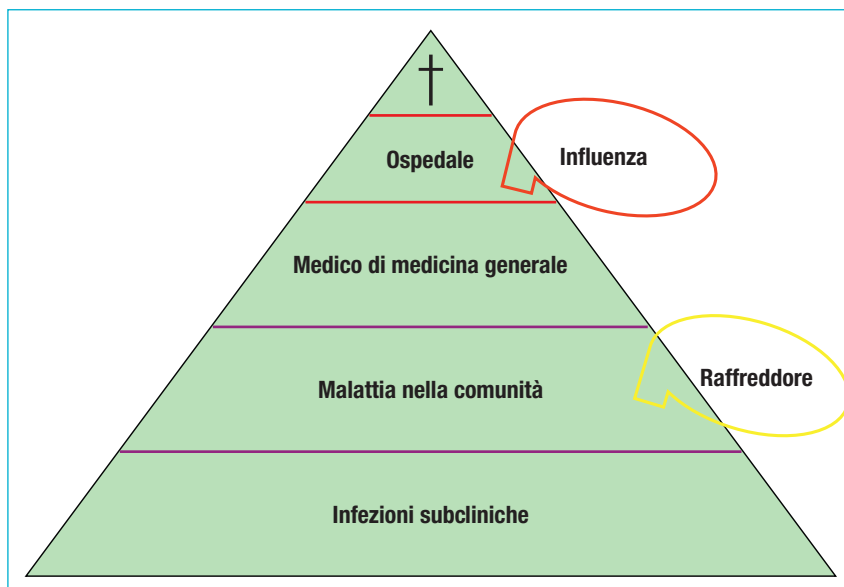 Ospedale
Influenza
Medico di medicina generale
Raffreddore
Malattia nella comunità
Infezioni subcliniche